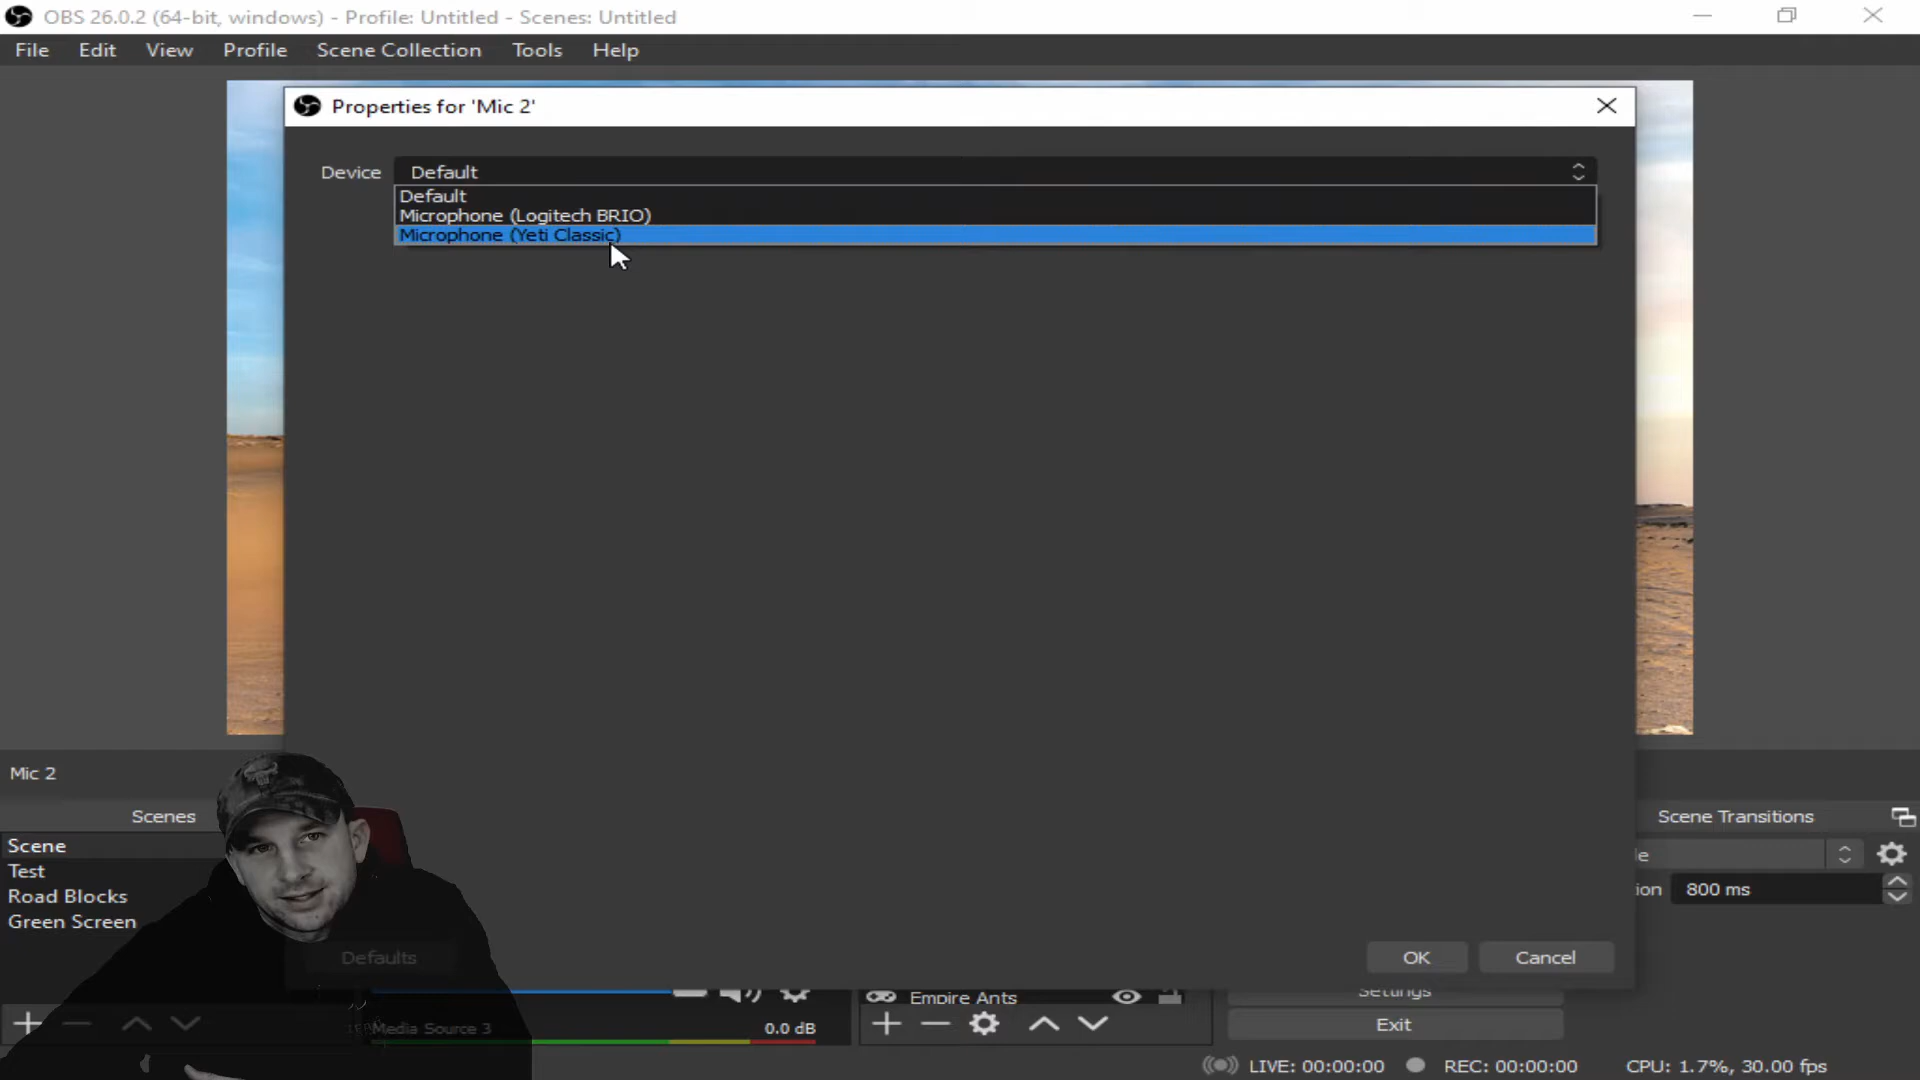 OBS 26.0.2 (64-bit, windows) - Profile: Untitled - Scenes: Untitled
File Edit View Profile Scene Collection Tools Help
Properties for 'Mic 2'
Device Default
Default
Microphone (Logitech BRIO)
Microphone (Yeti Classic)
Mic 2
Scenes
Scene Transitions
Scene
Test
Road Blocks
Green Screen
le
ion 800 ms
Defaults OK Cancel
Empire Ants
Settings
Media Source 3 0.0 dB
Exit
LIVE: 00:00:00 REC: 00:00:00 CPU: 1.7%, 30.00 fps